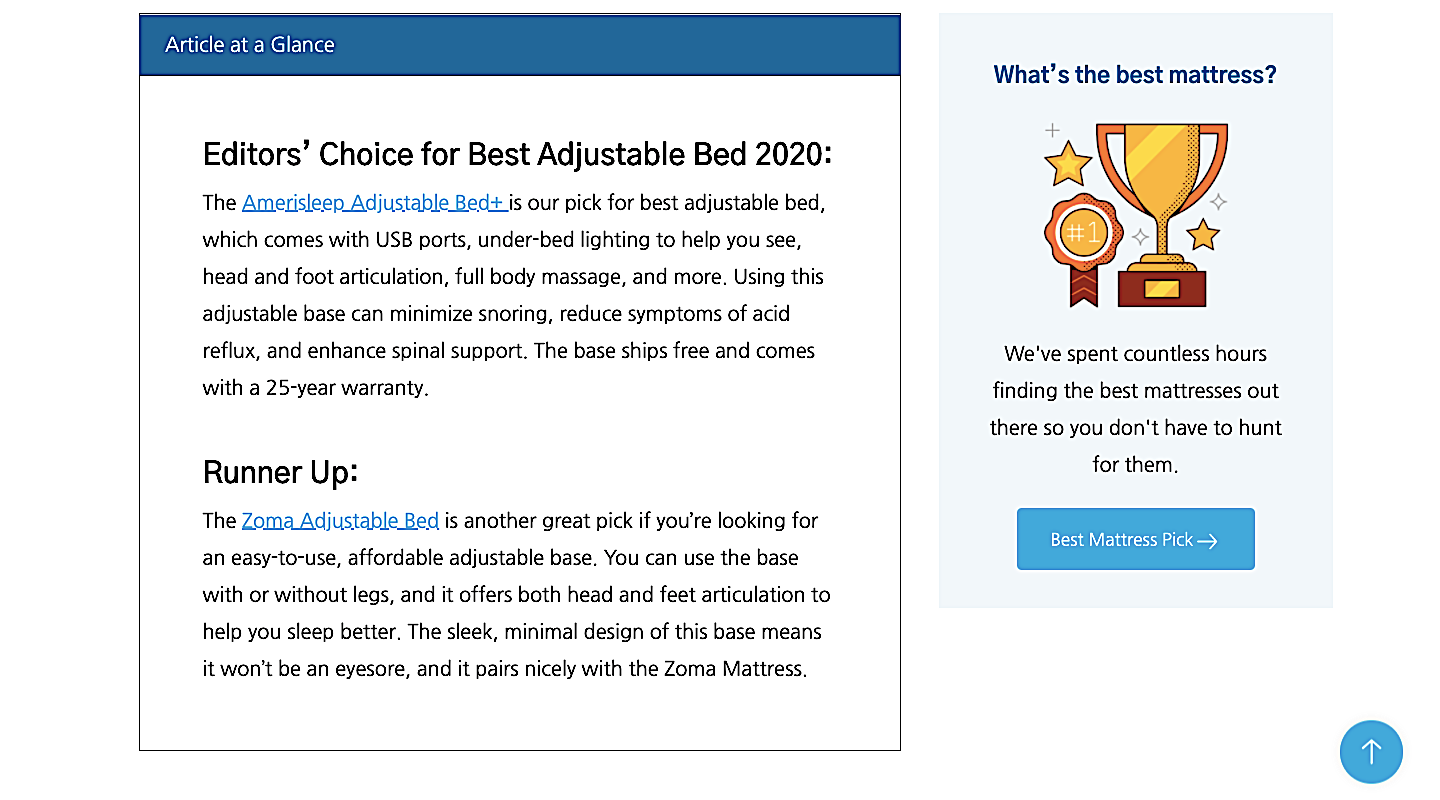 Article at a Glance
Editors’ Choice for Best Adjustable Bed 2020:
The Amerisleep Adjustable Bed+ is our pick for best adjustable bed,
which comes with USB ports, under-bed lighting to help you see,
head and foot articulation, full body massage, and more. Using this
adjustable base can minimize snoring, reduce symptoms of acid
reflux, and enhance spinal support. The base ships free and comes
with a 25-year warranty.
Runner Up:
The Zoma Adjustable Bed is another great pick if you’re looking for
an easy-to-use, affordable adjustable base. You can use the base
with or without legs, and it offers both head and feet articulation to
help you sleep better. The sleek, minimal design of this base means
it won’t be an eyesore, and it pairs nicely with the Zoma Mattress.
What’s the best mattress?
#1
We've spent countless hours
finding the best mattresses out
there so you don't have to hunt
for them.
Best Mattress Pick→